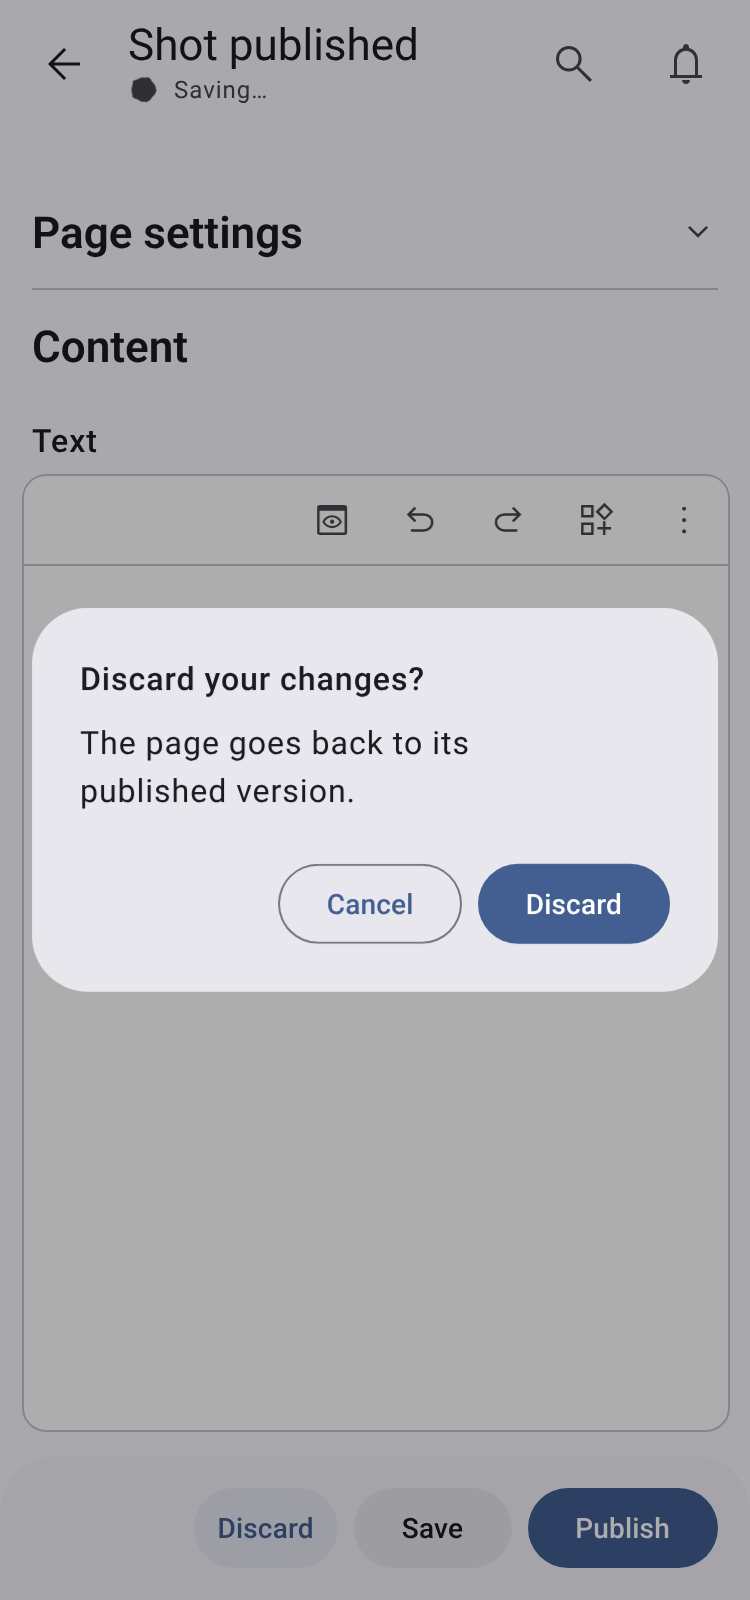 Shot published
Saving…
Page settings
Content
Text
Discard your changes?
The page goes back to its
published version.
Cancel
Discard
Discard
Save
Publish